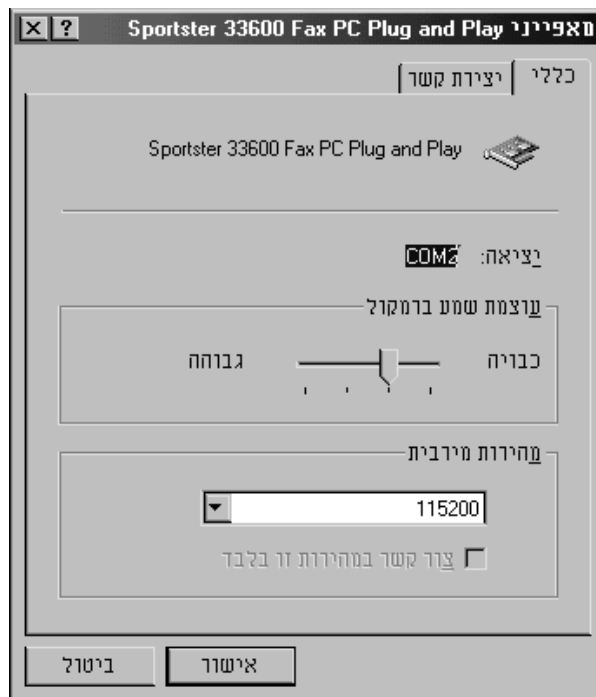 מאפייני Sportster 33600 Fax PC Plug and Play
כללי
יצירת קשר
Sportster 33600 Fax PC Plug and Play
יציאה: COM2
עוצמת שמע ברמקול
כבויה
גבוהה
מהירות מירבית
115200
צור קשר במהירות זו בלבד
אישור
ביטול